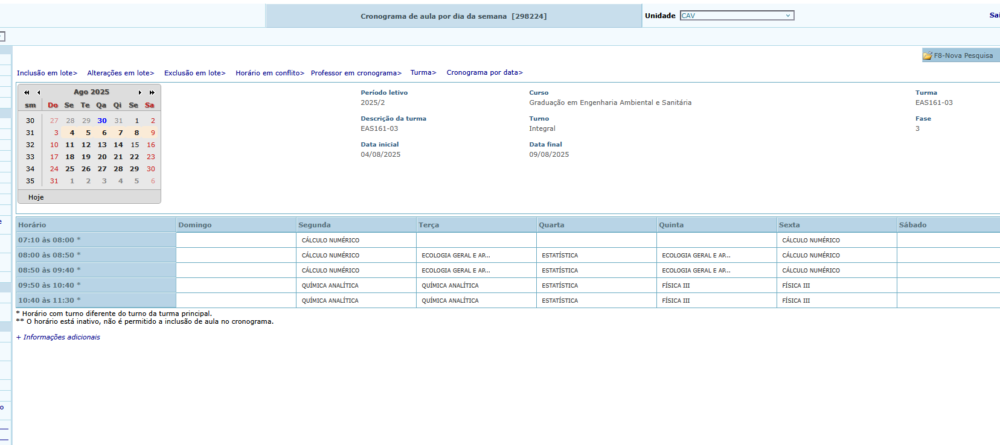 Cronograma de aula por dia da semana [298224]
Unidade CAV
F8-Nova Pesquisa
Inclusão em lote> Alterações em lote> Exclusão em lote> Horário em conflito> Professor em cronograma> Turma> Cronograma por data>
Ago 2025
sm Do Se Te Qa Qi Se Sa
30 27 28 29 30 31 1 2
31 3 4 5 6 7 8 9
32 10 11 12 13 14 15 16
33 17 18 19 20 21 22 23
34 24 25 26 27 28 29 30
35 31 1 2 3 4 5 6
Hoje
Período letivo Curso Turma
2025/2 Graduação em Engenharia Ambiental e Sanitária EAS161-03
Descrição da turma Turno Fase
EAS161-03 Integral 3
Data inicial Data final
04/08/2025 09/08/2025
Horário Domingo Segunda Terça Quarta Quinta Sexta Sábado
07:10 às 08:00 * CÁLCULO NUMÉRICO CÁLCULO NUMÉRICO
08:00 às 08:50 * CÁLCULO NUMÉRICO ECOLOGIA GERAL E AP... ESTATÍSTICA ECOLOGIA GERAL E AP... CÁLCULO NUMÉRICO
08:50 às 09:40 * CÁLCULO NUMÉRICO ECOLOGIA GERAL E AP... ESTATÍSTICA ECOLOGIA GERAL E AP... CÁLCULO NUMÉRICO
09:50 às 10:40 * QUÍMICA ANALÍTICA QUÍMICA ANALÍTICA ESTATÍSTICA FÍSICA III FÍSICA III
10:40 às 11:30 * QUÍMICA ANALÍTICA QUÍMICA ANALÍTICA ESTATÍSTICA FÍSICA III FÍSICA III
* Horário com turno diferente do turno da turma principal.
** O horário está inativo, não é permitido a inclusão de aula no cronograma.
+ Informações adicionais